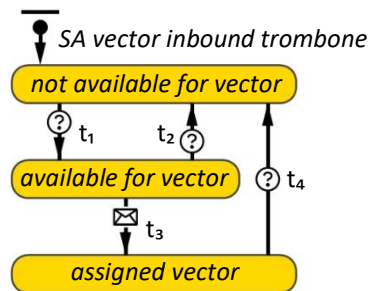 SA vector inbound trombone
not available for vector
?
t₁
t₂
?
available for vector
?
t₄
t₃
assigned vector